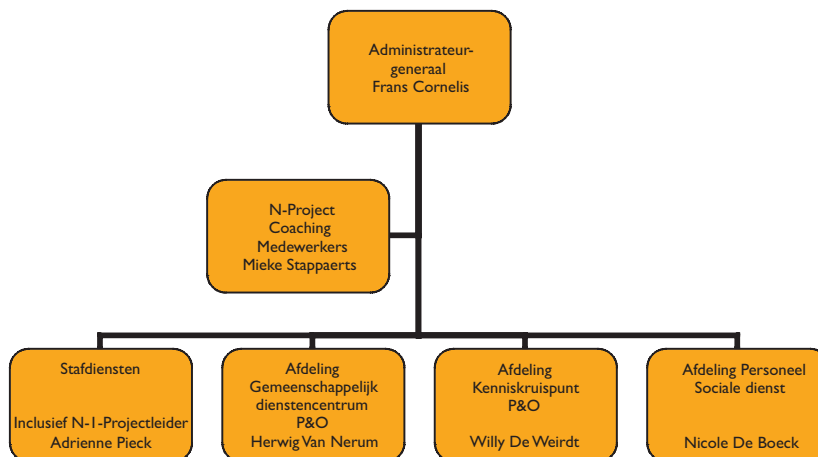 Administrateur-
generaal
Frans Cornelis
N-Project
Coaching
Medewerkers
Mieke Stappaerts
Stafdiensten
Inclusief N-1-Projectleider
Adrienne Pieck
Afdeling
Gemeenschappelijk
dienstencentrum
P&O
Herwig Van Nerum
Afdeling
Kenniskruispunt
P&O
Willy De Weirdt
Afdeling Personeel
Sociale dienst
Nicole De Boeck